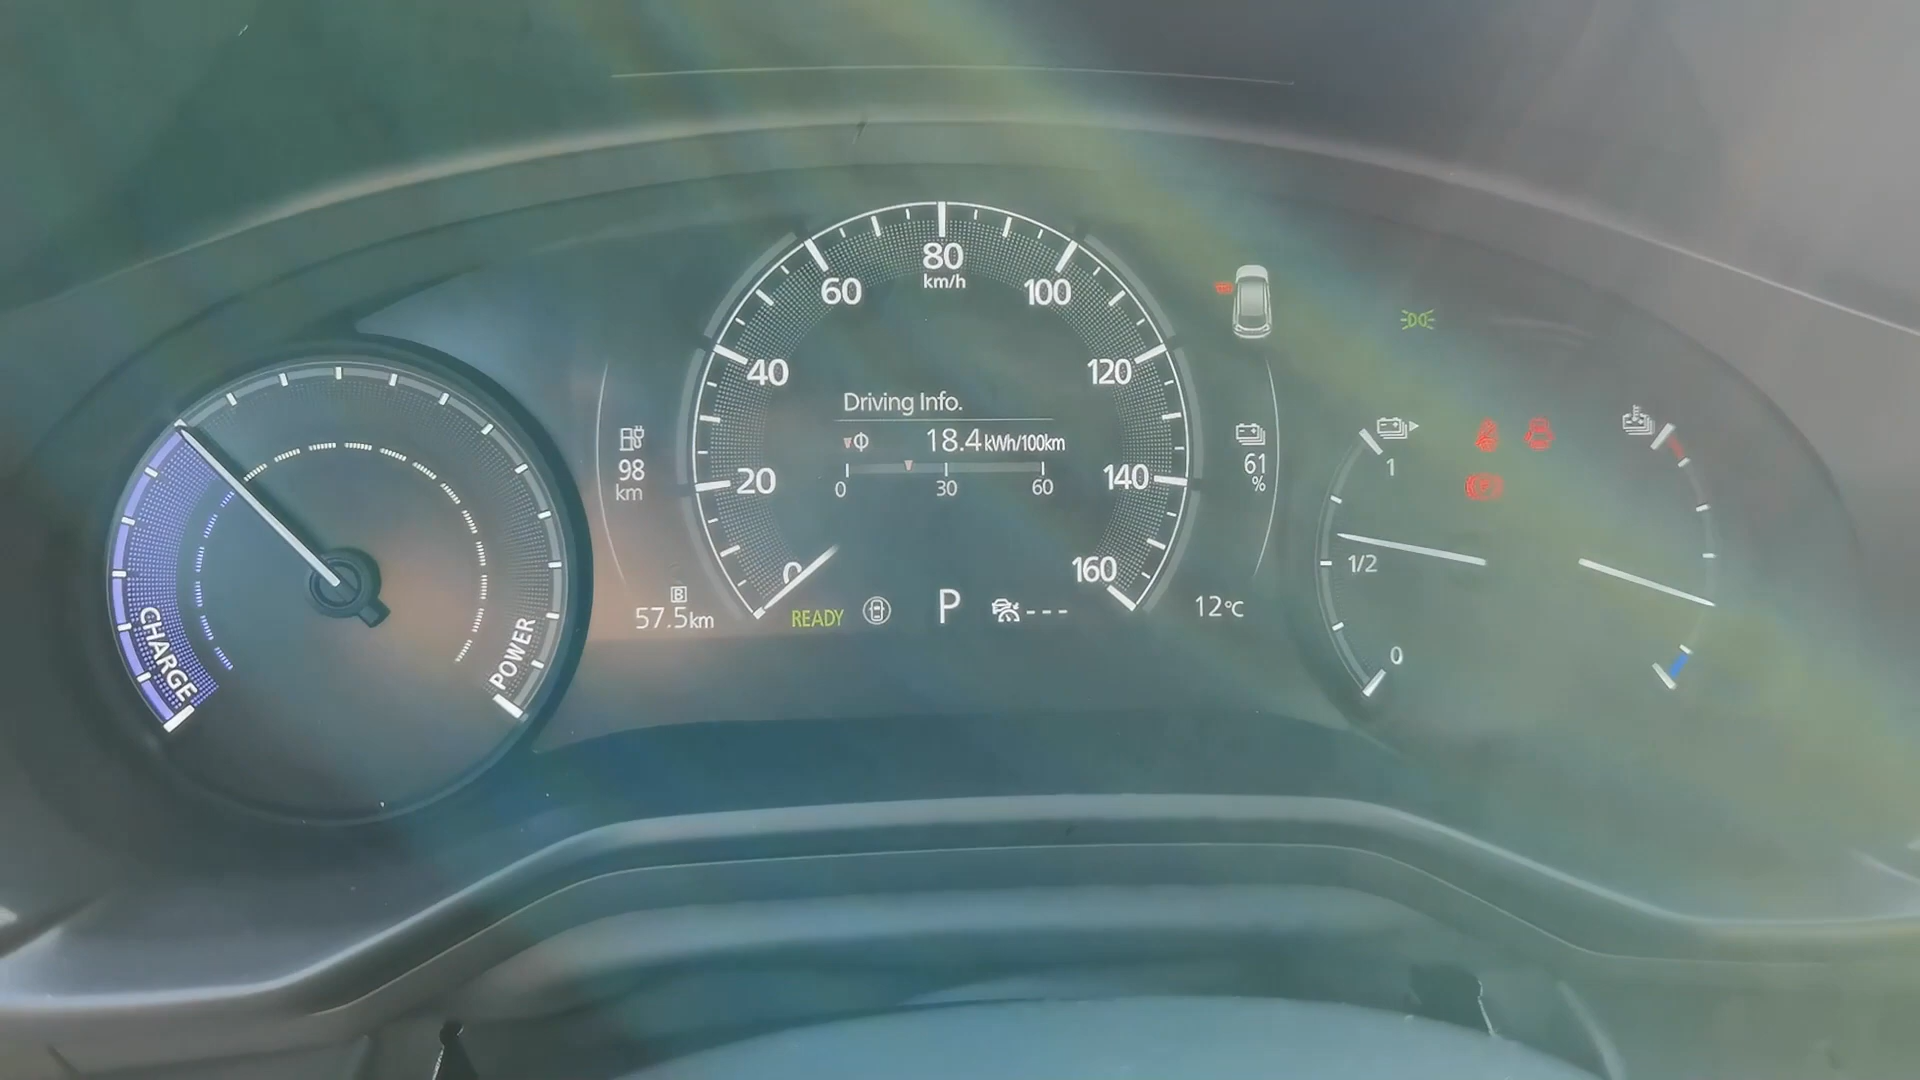 80
km/h
60
100
40
120
Driving Info.
18.4 kWh/100km
0 30 60
20
140
0
160
98
km
61
%
B
57.5km
READY
P
---
12℃
CHARGE
POWER
1
1/2
0
(P)